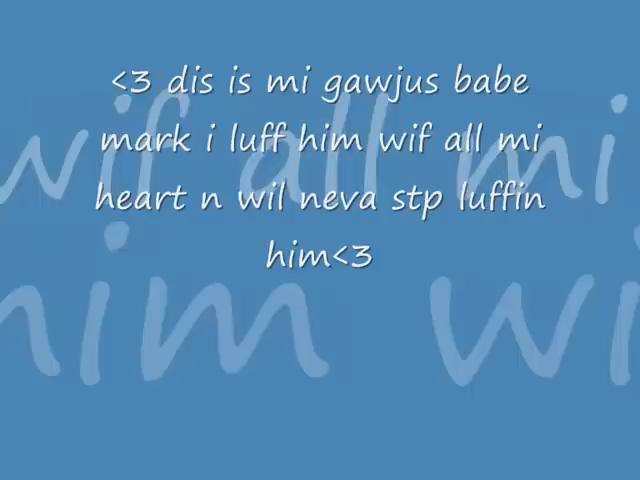 <3 dis is mi gawjus babe
mark i luff him wif all mi
heart n wil neva stp luffin
him<3
wif all mi
him wi